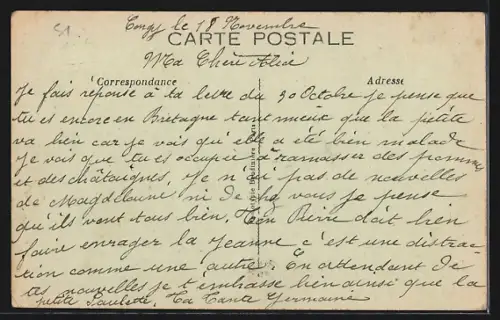 51
Congy le 18 Novembre
CARTE POSTALE
Ma Chère Alice
Correspondance
Adresse
Je fais réponse à ta lettre du 30 Octobre je pense que
tu es encore en Bretagne tant mieux que la petite
va bien car je vois qu'elle a été bien malade
je vois que tu es occupée à ramasser des pommes
et des châtaignes, Je n'ai pas de nouvelles
de Magdeleine ni de vous je pense
qu'ils vont tous bien, Pierre doit bien
faire enrager la Jeanne c'est une distrac-
tion comme une autre. En attendant de
tes nouvelles je t'embrasse bien ainsi que la
petite Paulette, Ta Tante Germaine